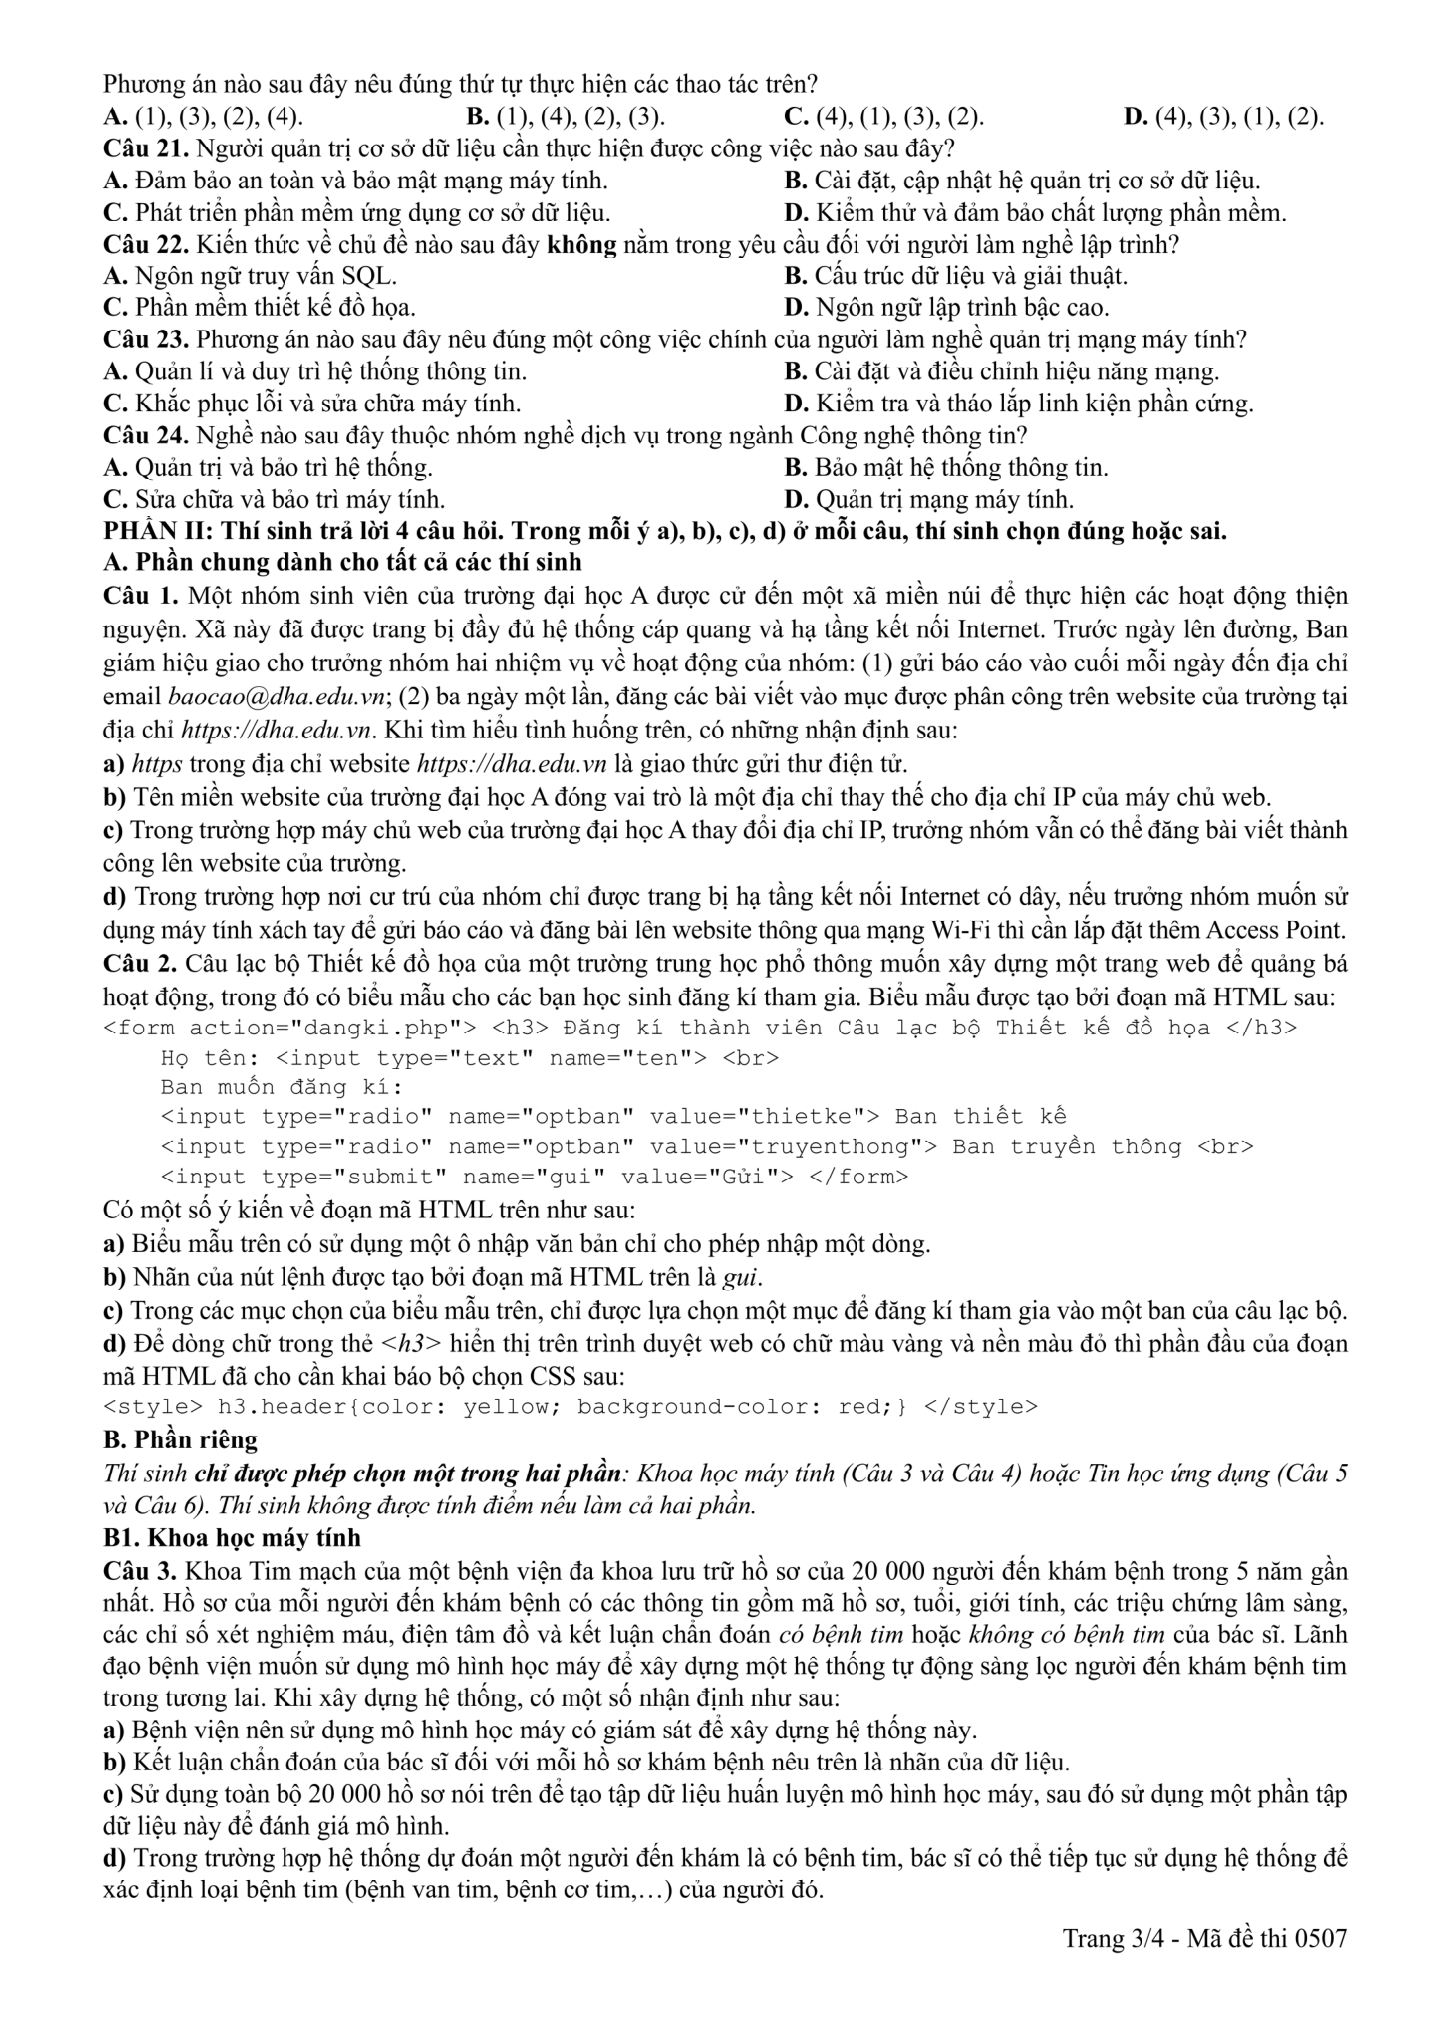 Phương án nào sau đây nêu đúng thứ tự thực hiện các thao tác trên?
A. (1), (3), (2), (4). B. (1), (4), (2), (3). C. (4), (1), (3), (2). D. (4), (3), (1), (2).
Câu 21. Người quản trị cơ sở dữ liệu cần thực hiện được công việc nào sau đây?
A. Đảm bảo an toàn và bảo mật mạng máy tính. B. Cài đặt, cập nhật hệ quản trị cơ sở dữ liệu.
C. Phát triển phần mềm ứng dụng cơ sở dữ liệu. D. Kiểm thử và đảm bảo chất lượng phần mềm.
Câu 22. Kiến thức về chủ đề nào sau đây không nằm trong yêu cầu đối với người làm nghề lập trình?
A. Ngôn ngữ truy vấn SQL. B. Cấu trúc dữ liệu và giải thuật.
C. Phần mềm thiết kế đồ họa. D. Ngôn ngữ lập trình bậc cao.
Câu 23. Phương án nào sau đây nêu đúng một công việc chính của người làm nghề quản trị mạng máy tính?
A. Quản lí và duy trì hệ thống thông tin. B. Cài đặt và điều chỉnh hiệu năng mạng.
C. Khắc phục lỗi và sửa chữa máy tính. D. Kiểm tra và tháo lắp linh kiện phần cứng.
Câu 24. Nghề nào sau đây thuộc nhóm nghề dịch vụ trong ngành Công nghệ thông tin?
A. Quản trị và bảo trì hệ thống. B. Bảo mật hệ thống thông tin.
C. Sửa chữa và bảo trì máy tính. D. Quản trị mạng máy tính.
PHẦN II: Thí sinh trả lời 4 câu hỏi. Trong mỗi ý a), b), c), d) ở mỗi câu, thí sinh chọn đúng hoặc sai.
A. Phần chung dành cho tất cả các thí sinh
Câu 1. Một nhóm sinh viên của trường đại học A được cử đến một xã miền núi để thực hiện các hoạt động thiện
nguyện. Xã này đã được trang bị đầy đủ hệ thống cáp quang và hạ tầng kết nối Internet. Trước ngày lên đường, Ban
giám hiệu giao cho trưởng nhóm hai nhiệm vụ về hoạt động của nhóm: (1) gửi báo cáo vào cuối mỗi ngày đến địa chỉ
email baocao@dha.edu.vn; (2) ba ngày một lần, đăng các bài viết vào mục được phân công trên website của trường tại
địa chỉ https://dha.edu.vn. Khi tìm hiểu tình huống trên, có những nhận định sau:
a) https trong địa chỉ website https://dha.edu.vn là giao thức gửi thư điện tử.
b) Tên miền website của trường đại học A đóng vai trò là một địa chỉ thay thế cho địa chỉ IP của máy chủ web.
c) Trong trường hợp máy chủ web của trường đại học A thay đổi địa chỉ IP, trưởng nhóm vẫn có thể đăng bài viết thành
công lên website của trường.
d) Trong trường hợp nơi cư trú của nhóm chỉ được trang bị hạ tầng kết nối Internet có dây, nếu trưởng nhóm muốn sử
dụng máy tính xách tay để gửi báo cáo và đăng bài lên website thông qua mạng Wi-Fi thì cần lắp đặt thêm Access Point.
Câu 2. Câu lạc bộ Thiết kế đồ họa của một trường trung học phổ thông muốn xây dựng một trang web để quảng bá
hoạt động, trong đó có biểu mẫu cho các bạn học sinh đăng kí tham gia. Biểu mẫu được tạo bởi đoạn mã HTML sau:
<form action="dangki.php"> <h3> Đăng kí thành viên Câu lạc bộ Thiết kế đồ họa </h3>
Họ tên: <input type="text" name="ten"> <br>
Ban muốn đăng kí:
<input type="radio" name="optban" value="thietke"> Ban thiết kế
<input type="radio" name="optban" value="truyenthong"> Ban truyền thông <br>
<input type="submit" name="gui" value="Gửi"> </form>
Có một số ý kiến về đoạn mã HTML trên như sau:
a) Biểu mẫu trên có sử dụng một ô nhập văn bản chỉ cho phép nhập một dòng.
b) Nhãn của nút lệnh được tạo bởi đoạn mã HTML trên là gui.
c) Trong các mục chọn của biểu mẫu trên, chỉ được lựa chọn một mục để đăng kí tham gia vào một ban của câu lạc bộ.
d) Để dòng chữ trong thẻ <h3> hiển thị trên trình duyệt web có chữ màu vàng và nền màu đỏ thì phần đầu của đoạn
mã HTML đã cho cần khai báo bộ chọn CSS sau:
<style> h3.header{color: yellow; background-color: red;} </style>
B. Phần riêng
Thí sinh chỉ được phép chọn một trong hai phần: Khoa học máy tính (Câu 3 và Câu 4) hoặc Tin học ứng dụng (Câu 5
và Câu 6). Thí sinh không được tính điểm nếu làm cả hai phần.
B1. Khoa học máy tính
Câu 3. Khoa Tim mạch của một bệnh viện đa khoa lưu trữ hồ sơ của 20 000 người đến khám bệnh trong 5 năm gần
nhất. Hồ sơ của mỗi người đến khám bệnh có các thông tin gồm mã hồ sơ, tuổi, giới tính, các triệu chứng lâm sàng,
các chỉ số xét nghiệm máu, điện tâm đồ và kết luận chẩn đoán có bệnh tim hoặc không có bệnh tim của bác sĩ. Lãnh
đạo bệnh viện muốn sử dụng mô hình học máy để xây dựng một hệ thống tự động sàng lọc người đến khám bệnh tim
trong tương lai. Khi xây dựng hệ thống, có một số nhận định như sau:
a) Bệnh viện nên sử dụng mô hình học máy có giám sát để xây dựng hệ thống này.
b) Kết luận chẩn đoán của bác sĩ đối với mỗi hồ sơ khám bệnh nêu trên là nhãn của dữ liệu.
c) Sử dụng toàn bộ 20 000 hồ sơ nói trên để tạo tập dữ liệu huấn luyện mô hình học máy, sau đó sử dụng một phần tập
dữ liệu này để đánh giá mô hình.
d) Trong trường hợp hệ thống dự đoán một người đến khám là có bệnh tim, bác sĩ có thể tiếp tục sử dụng hệ thống để
xác định loại bệnh tim (bệnh van tim, bệnh cơ tim,…) của người đó.
Trang 3/4 - Mã đề thi 0507